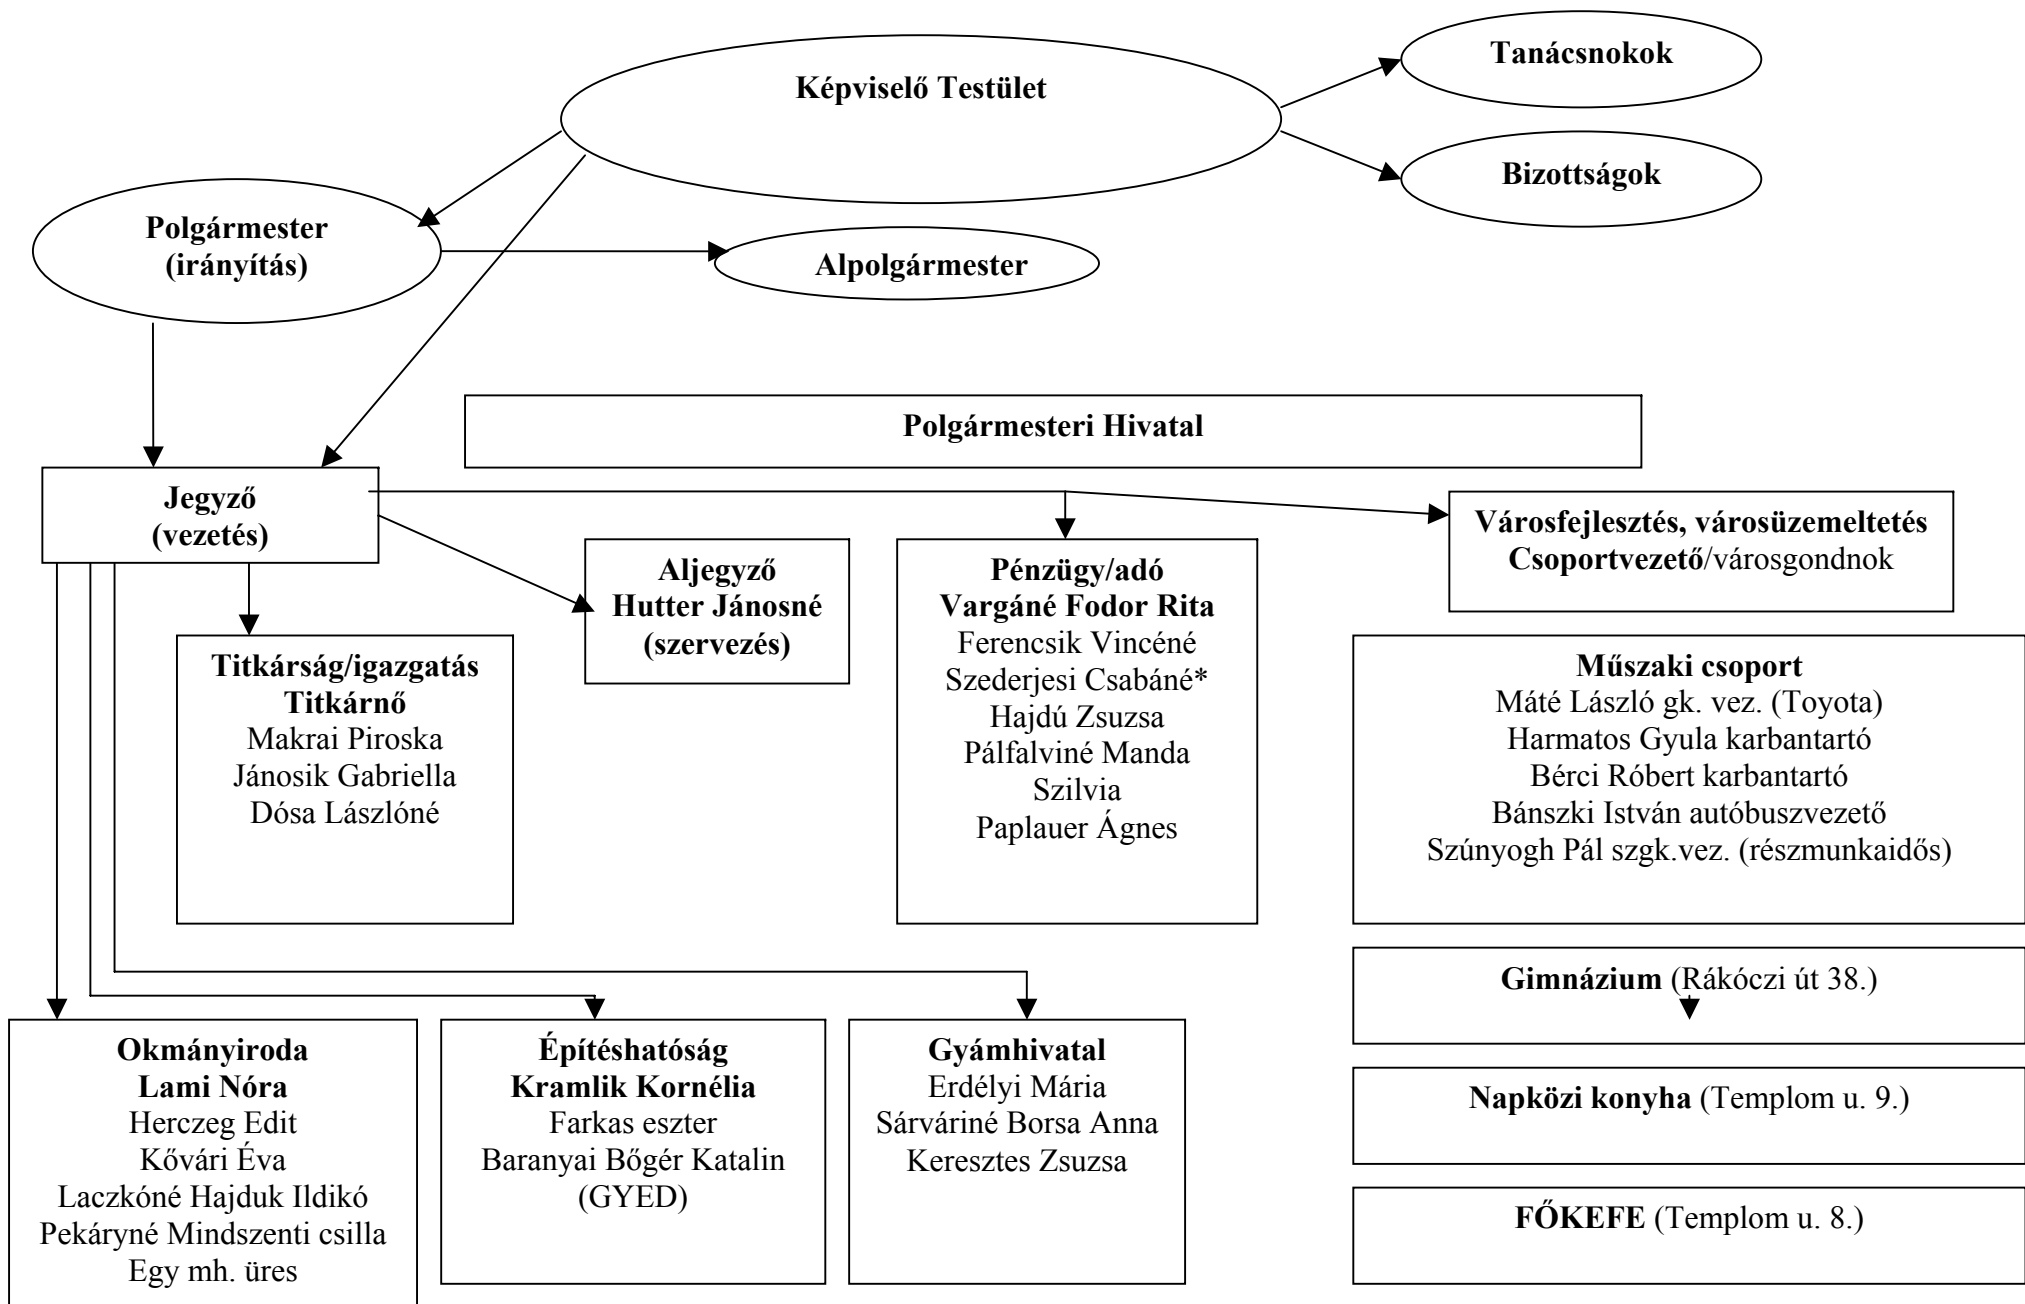 Képviselő Testület
Tanácsnokok
Bizottságok
Polgármester
(irányítás)
Alpolgármester
Polgármesteri Hivatal
Jegyző
(vezetés)
Városfejlesztés, városüzemeltetés
Csoportvezető/városgondnok
Aljegyző
Hutter Jánosné
(szervezés)
Pénzügy/adó
Vargáné Fodor Rita
Ferencsik Vincéné
Szederjesi Csabáné*
Hajdú Zsuzsa
Pálfalviné Manda
Szilvia
Paplauer Ágnes
Titkárság/igazgatás
Titkárnő
Makrai Piroska
Jánosik Gabriella
Dósa Lászlóné
Műszaki csoport
Máté László gk. vez. (Toyota)
Harmatos Gyula karbantartó
Bérci Róbert karbantartó
Bánszki István autóbuszvezető
Szúnyogh Pál szgk.vez. (részmunkaidős)
Gimnázium (Rákóczi út 38.)
Okmányiroda
Lami Nóra
Herczeg Edit
Kővári Éva
Laczkóné Hajduk Ildikó
Pekáryné Mindszenti csilla
Egy mh. üres
Építéshatóság
Kramlik Kornélia
Farkas eszter
Baranyai Bőgér Katalin
(GYED)
Gyámhivatal
Erdélyi Mária
Sárváriné Borsa Anna
Keresztes Zsuzsa
Napközi konyha (Templom u. 9.)
FŐKEFE (Templom u. 8.)